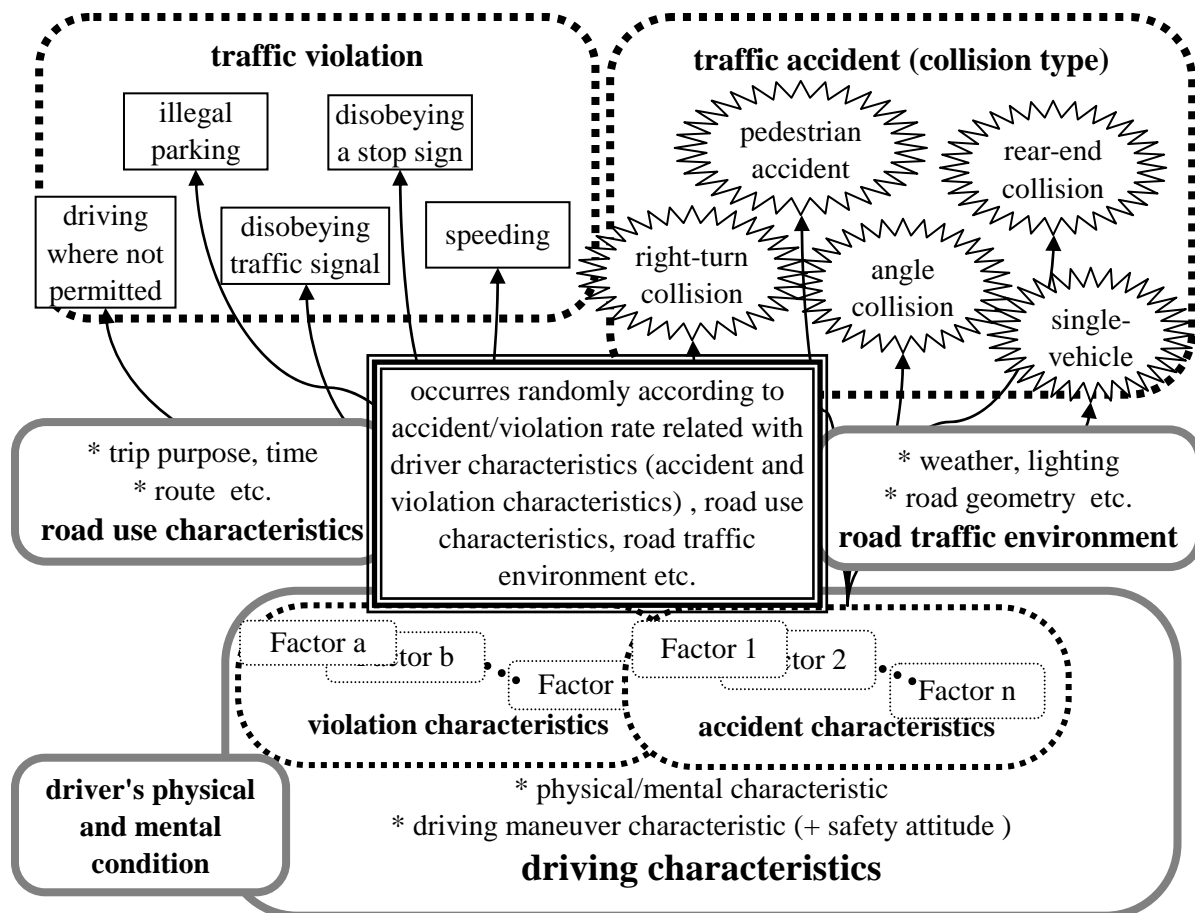 traffic violation
illegal
parking
disobeying
a stop sign
driving
where not
permitted
disobeying
traffic signal
speeding
traffic accident (collision type)
pedestrian
accident
rear-end
collision
right-turn
collision
angle
collision
single-
vehicle
occurres randomly according to
accident/violation rate related with
driver characteristics (accident and
violation characteristics) , road use
characteristics, road traffic
environment etc.
* trip purpose, time
* route etc.
road use characteristics
* weather, lighting
* road geometry etc.
road traffic environment
Factor a
b
Factor
violation characteristics
Factor 1
2
Factor n
accident characteristics
driver's physical
and mental
condition
* physical/mental characteristic
* driving maneuver characteristic (+ safety attitude )
driving characteristics